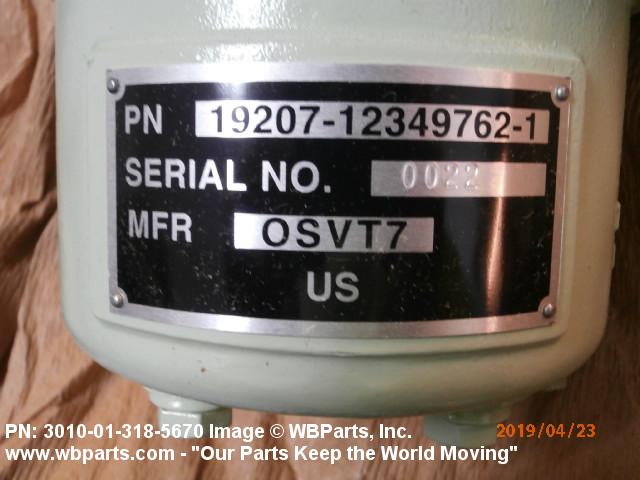 PN 19207-12349762-1
SERIAL NO. 0022
MFR OSVT7
US
PN: 3010-01-318-5670 Image © WBParts, Inc. 2019/04/23
www.wbparts.com - "Our Parts Keep the World Moving"